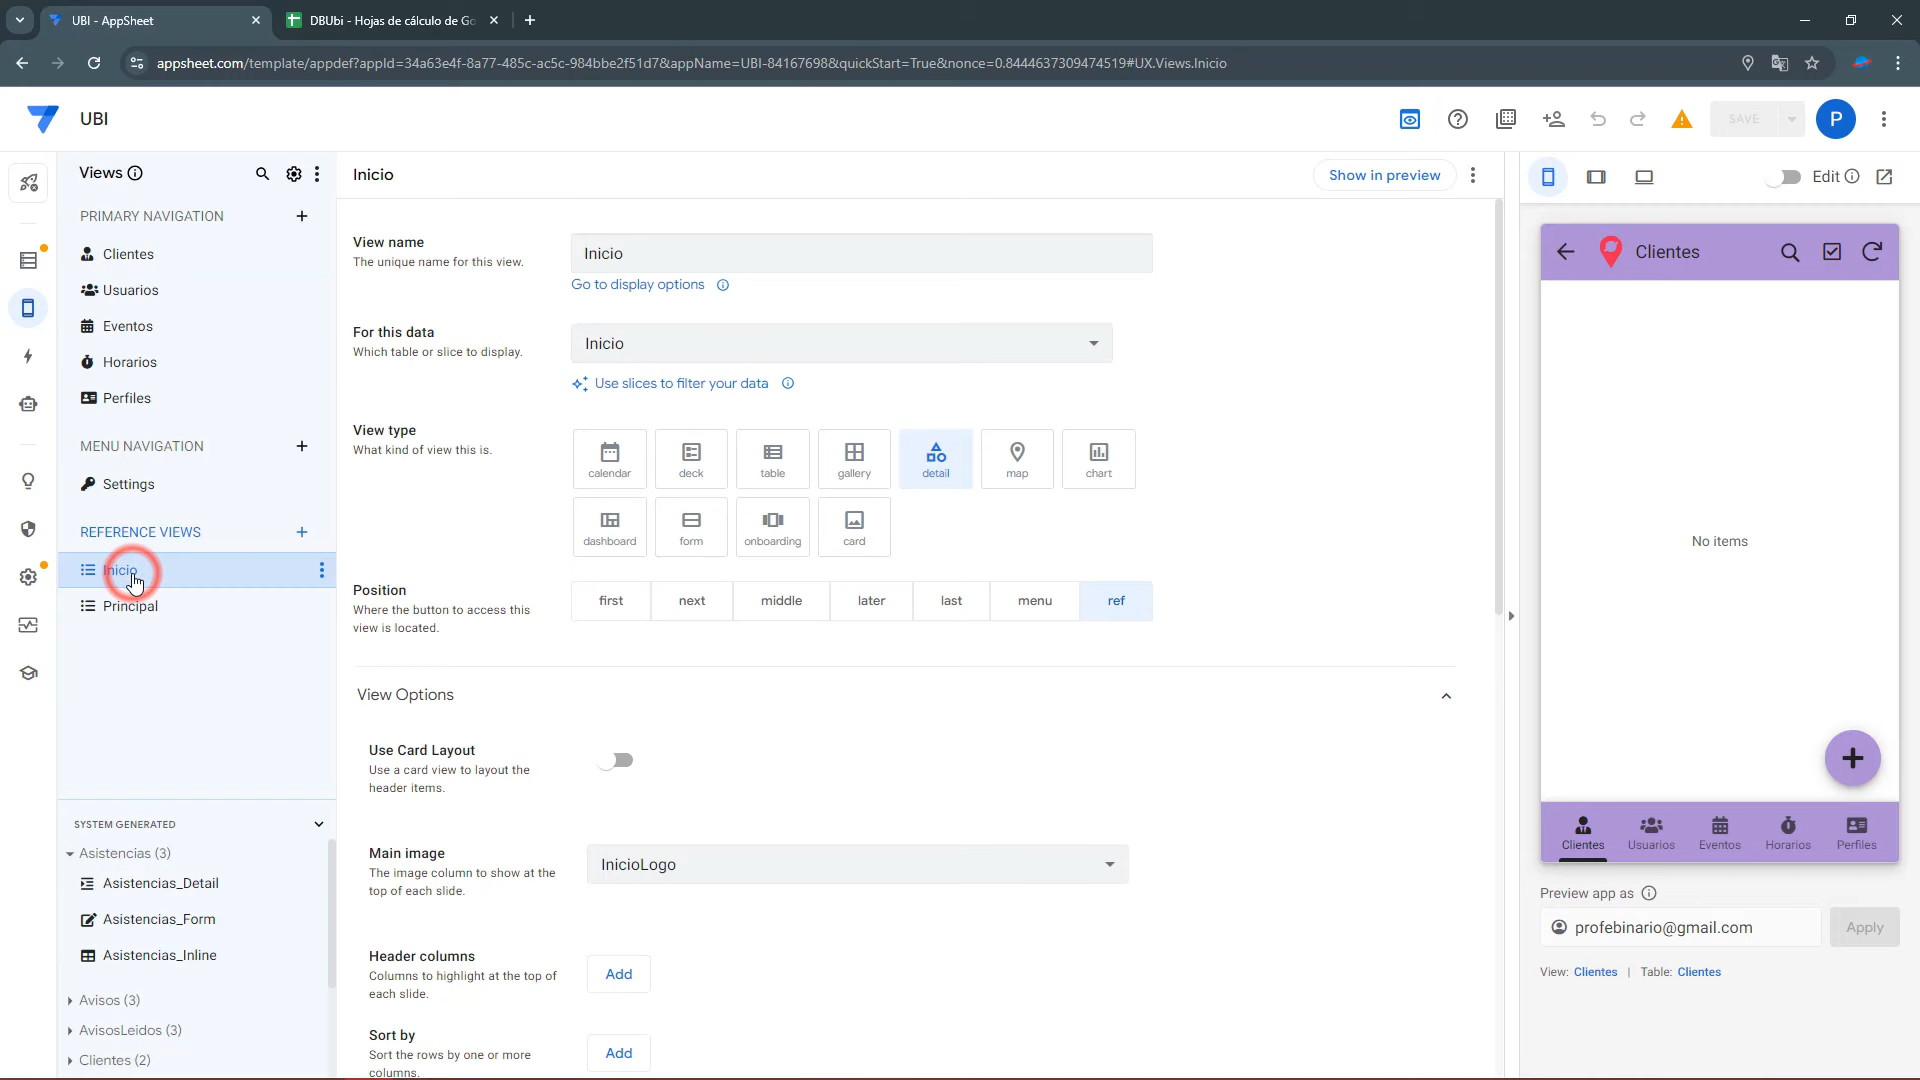 UBI - AppSheet
DBUbi - Hojas de cálculo de Go
appsheet.com/template/appdef?appId=34a63e4f-8a77-485c-ac5c-984bbe2f51d7&appName=UBI-84167698&quickStart=True&nonce=0.8444637309474519#UX.Views.Inicio
UBI
SAVE
P
Views
PRIMARY NAVIGATION
Clientes
Usuarios
Eventos
Horarios
Perfiles
MENU NAVIGATION
Settings
REFERENCE VIEWS
Inicio
Principal
SYSTEM GENERATED
Asistencias (3)
Asistencias_Detail
Asistencias_Form
Asistencias_Inline
Avisos (3)
AvisosLeidos (3)
Clientes (2)
Inicio
Show in preview
View name
The unique name for this view.
Inicio
Go to display options
For this data
Which table or slice to display.
Inicio
Use slices to filter your data
View type
What kind of view this is.
calendar
deck
table
gallery
detail
map
chart
dashboard
form
onboarding
card
Position
Where the button to access this
view is located.
first
next
middle
later
last
menu
ref
View Options
Use Card Layout
Use a card view to layout the
header items.
Main image
The image column to show at the
top of each slide.
InicioLogo
Header columns
Columns to highlight at the top of
each slide.
Add
Sort by
Sort the rows by one or more
columns.
Add
Edit
Clientes
No items
Clientes
Usuarios
Eventos
Horarios
Perfiles
Preview app as
profebinario@gmail.com
Apply
View: Clientes | Table: Clientes